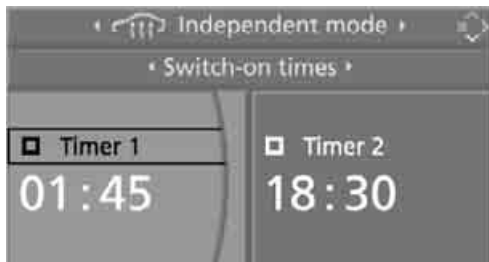 Independent mode
Switch-on times
Timer 1
Timer 2
01:45
18:30